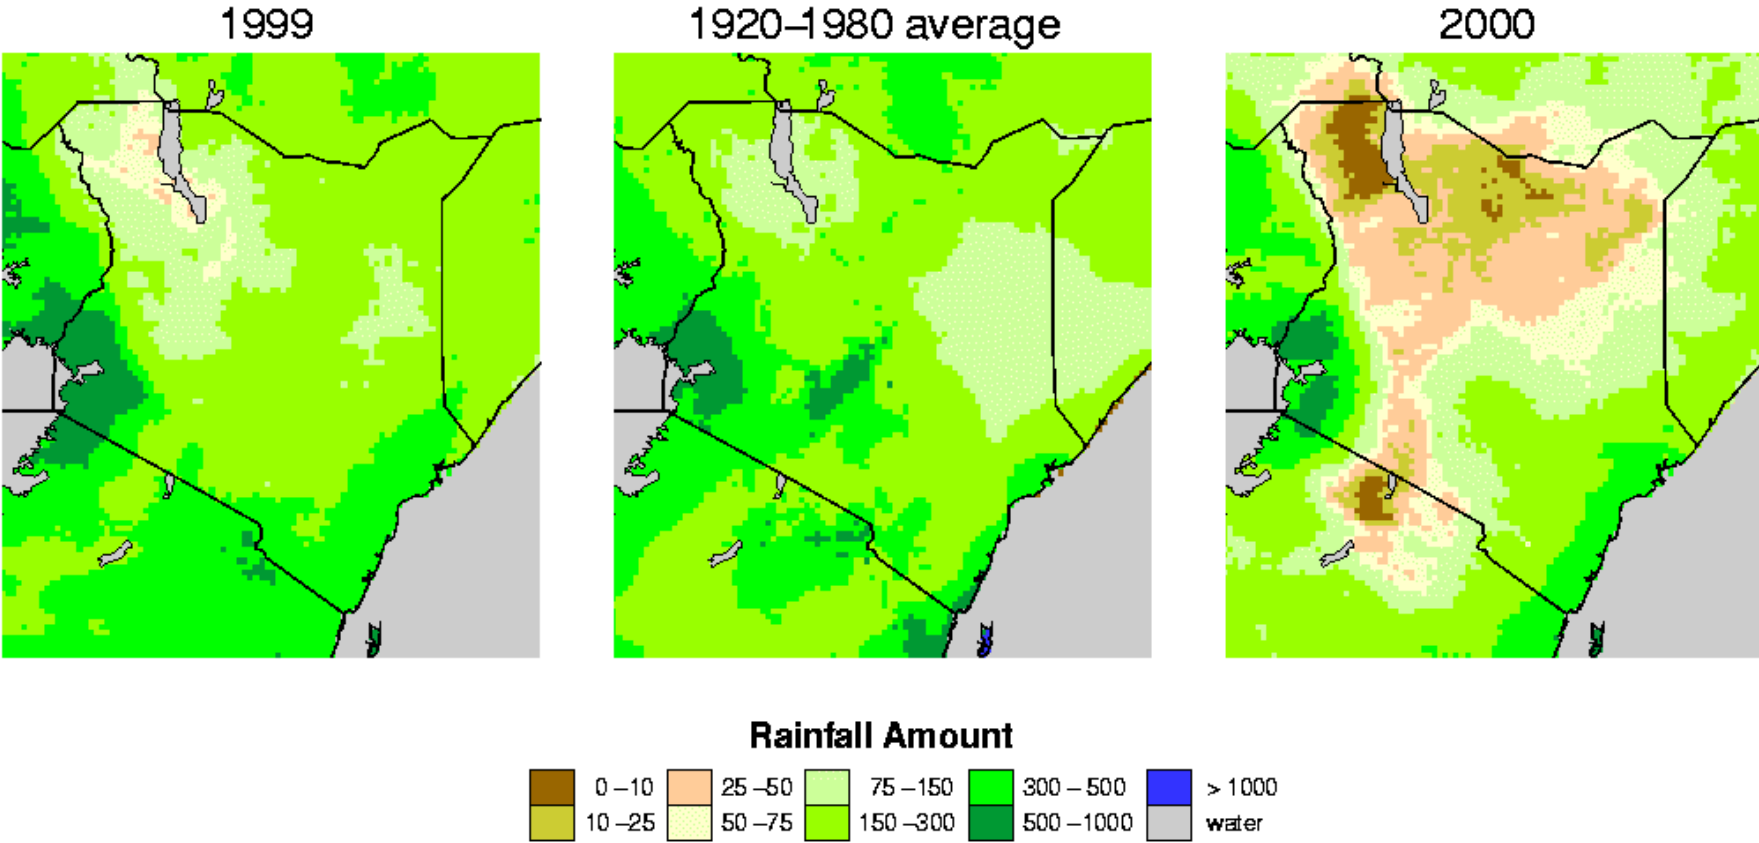 1999
1920–1980 average
2000
Rainfall Amount
0 –10 25 –50 75 –150 300 – 500 > 1000
10 –25 50 –75 150 –300 500 –1000 water